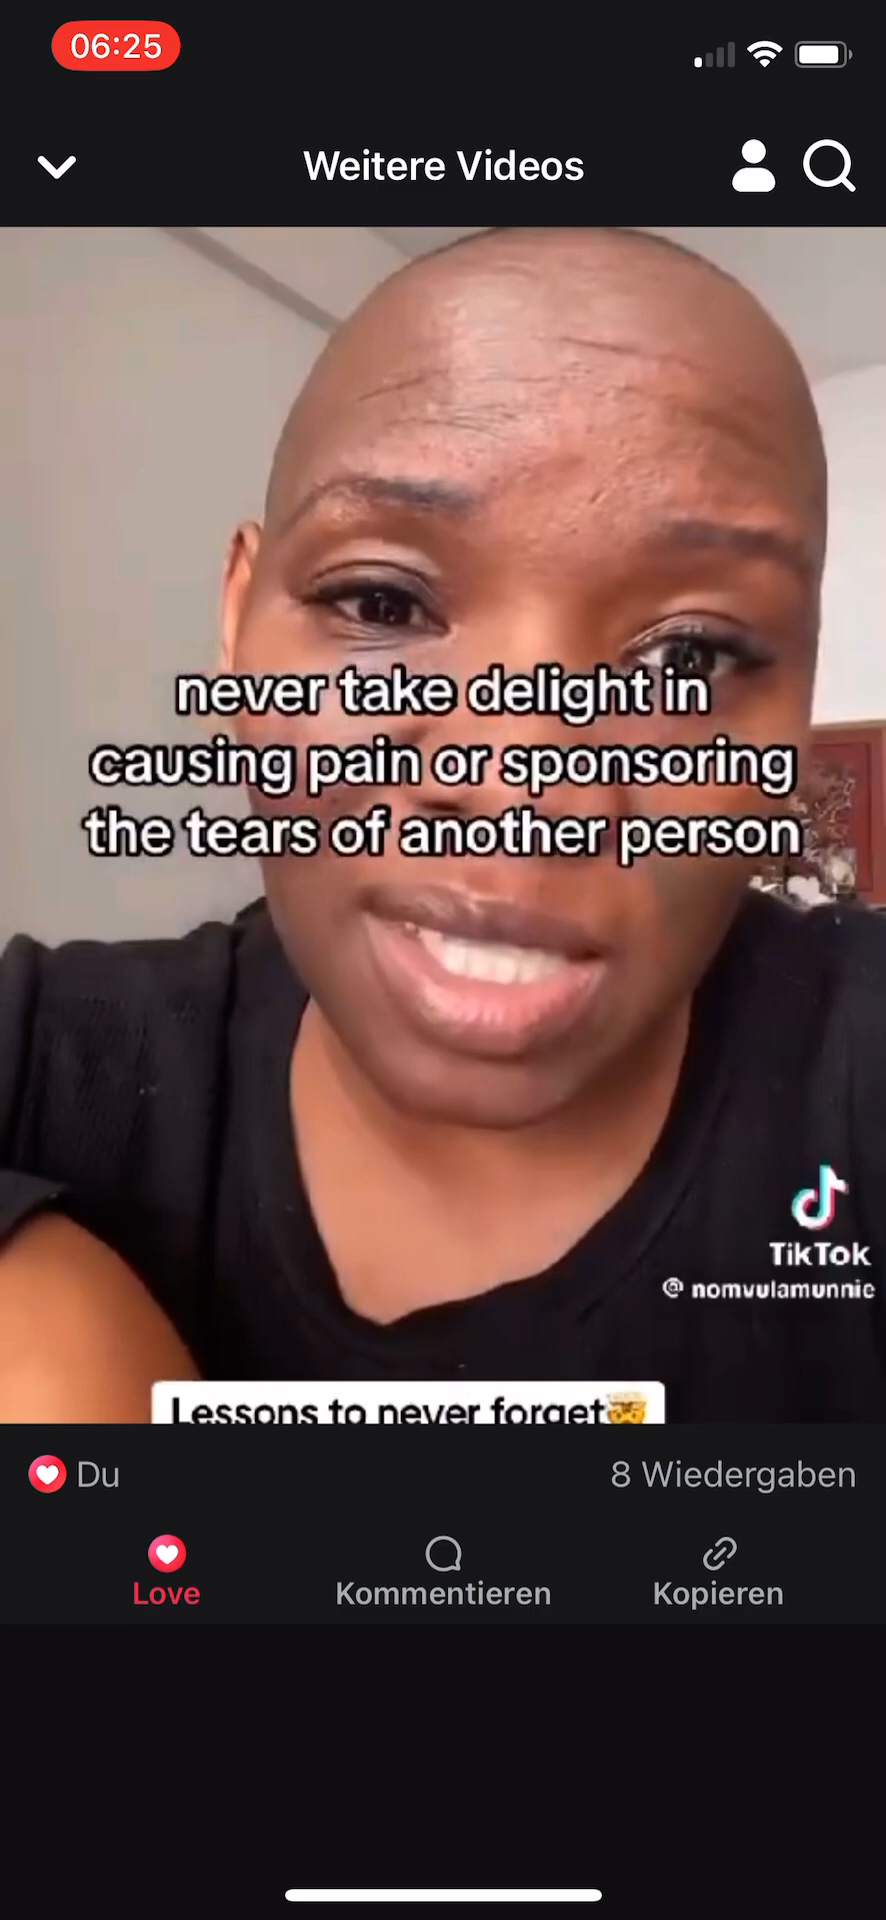 06:25
Weitere Videos
never take delight in
causing pain or sponsoring
the tears of another person
TikTok
@ nomvulamunnic
Lessons to never forget🤯
Du
8 Wiedergaben
Love
Kommentieren
Kopieren